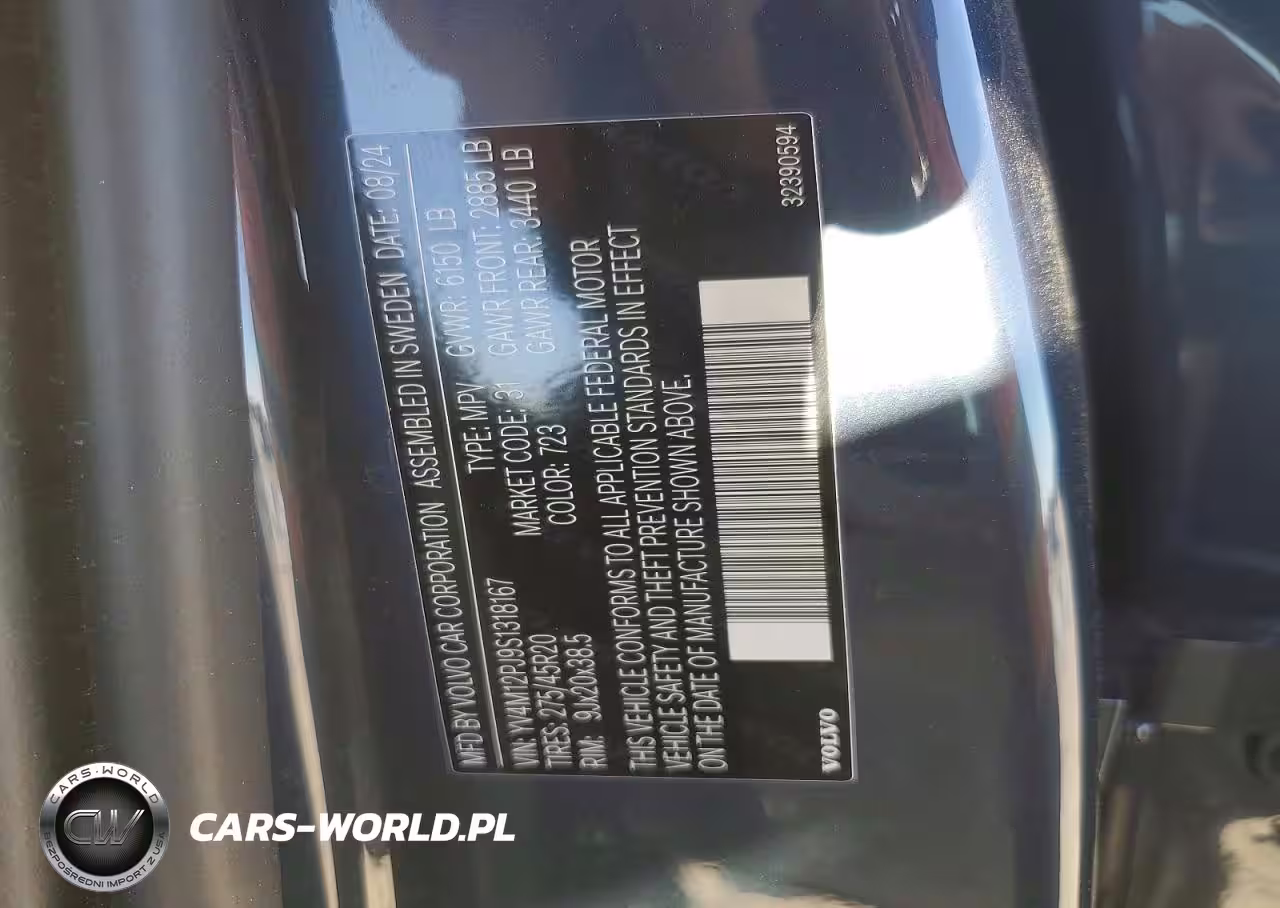 MFD BY VOLVO CAR CORPORATION ASSEMBLED IN SWEDEN DATE: 08/24
VIN: YV4M12PJ9S1318167 TYPE: MPV GVWR: 6150 LB
TIRES: 275/45R20 MARKET CODE: 31 GAWR FRONT: 2885 LB
RIM: 9Jx20x38.5 COLOR: 723 GAWR REAR: 3440 LB
THIS VEHICLE CONFORMS TO ALL APPLICABLE FEDERAL MOTOR
VEHICLE SAFETY AND THEFT PREVENTION STANDARDS IN EFFECT
ON THE DATE OF MANUFACTURE SHOWN ABOVE.
VOLVO 32390594
CARS-WORLD
CW
BEZPOŚREDNI IMPORT Z USA
CARS-WORLD.PL